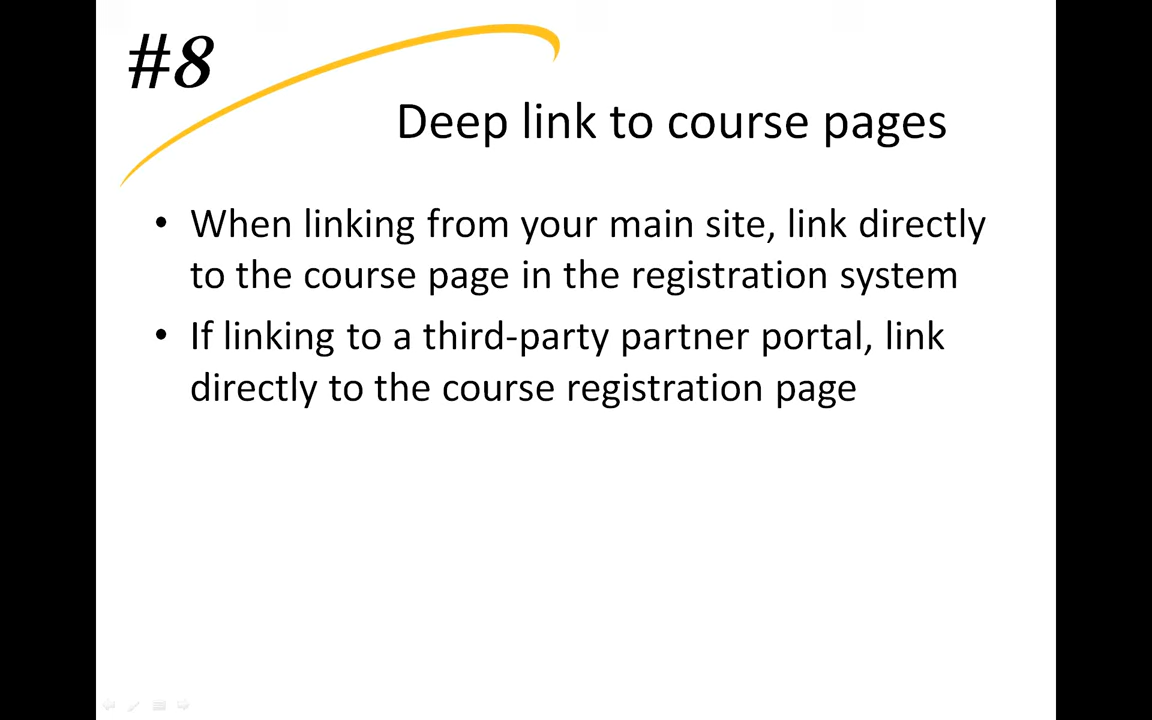 #8
Deep link to course pages
• When linking from your main site, link directly
to the course page in the registration system
• If linking to a third-party partner portal, link
directly to the course registration page